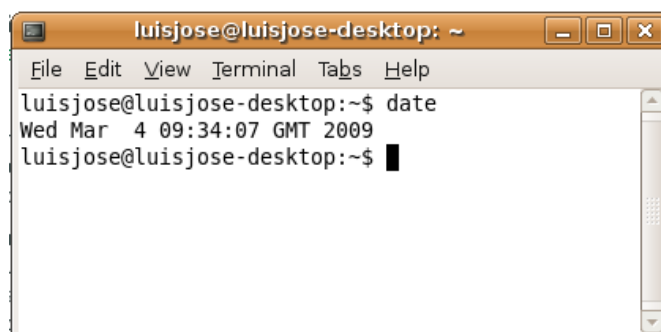 luisjose@luisjose-desktop: ~
File Edit View Terminal Tabs Help
luisjose@luisjose-desktop:~$ date
Wed Mar  4 09:34:07 GMT 2009
luisjose@luisjose-desktop:~$